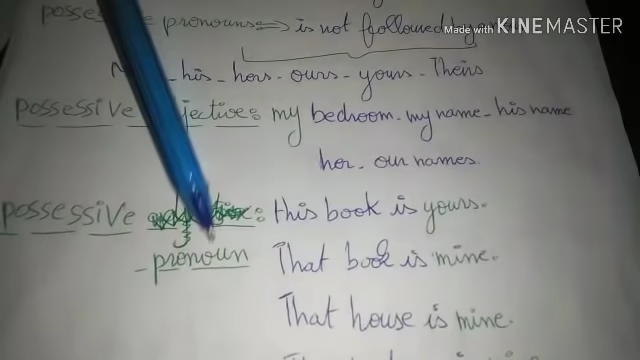 possessive pronouns => is not followed by
Made with KINEMASTER
his - hers - ours - yours - Theirs
possessive adjective: my bedroom - my name - his name
her - our names.
possessive : this book is yours.
- pronoun That book is mine.
That house is mine.